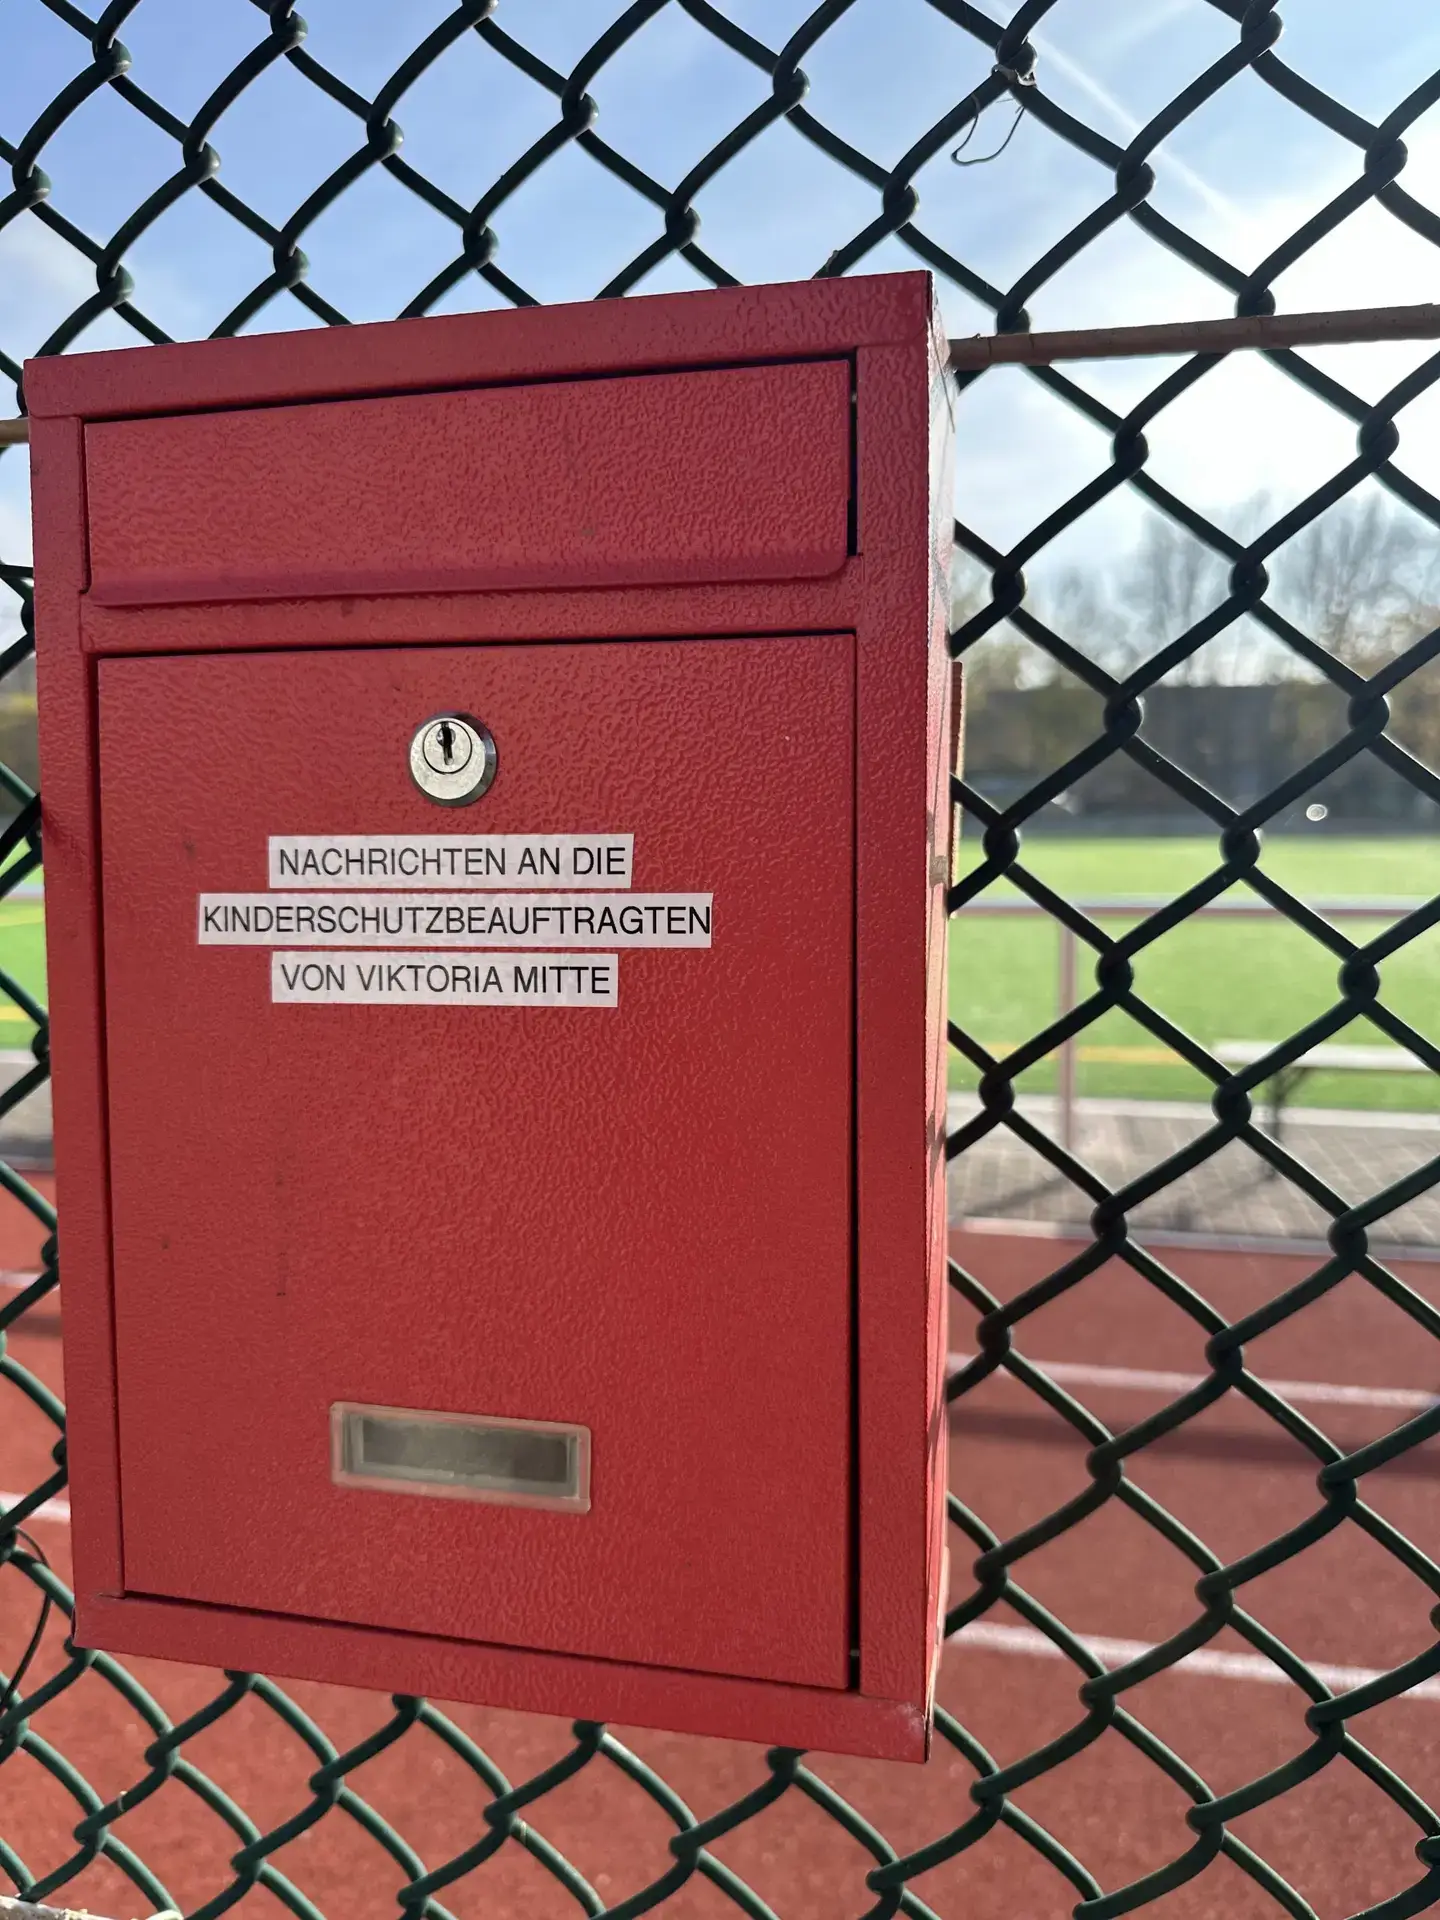 NACHRICHTEN AN DIE
KINDERSCHUTZBEAUFTRAGTEN
VON VIKTORIA MITTE